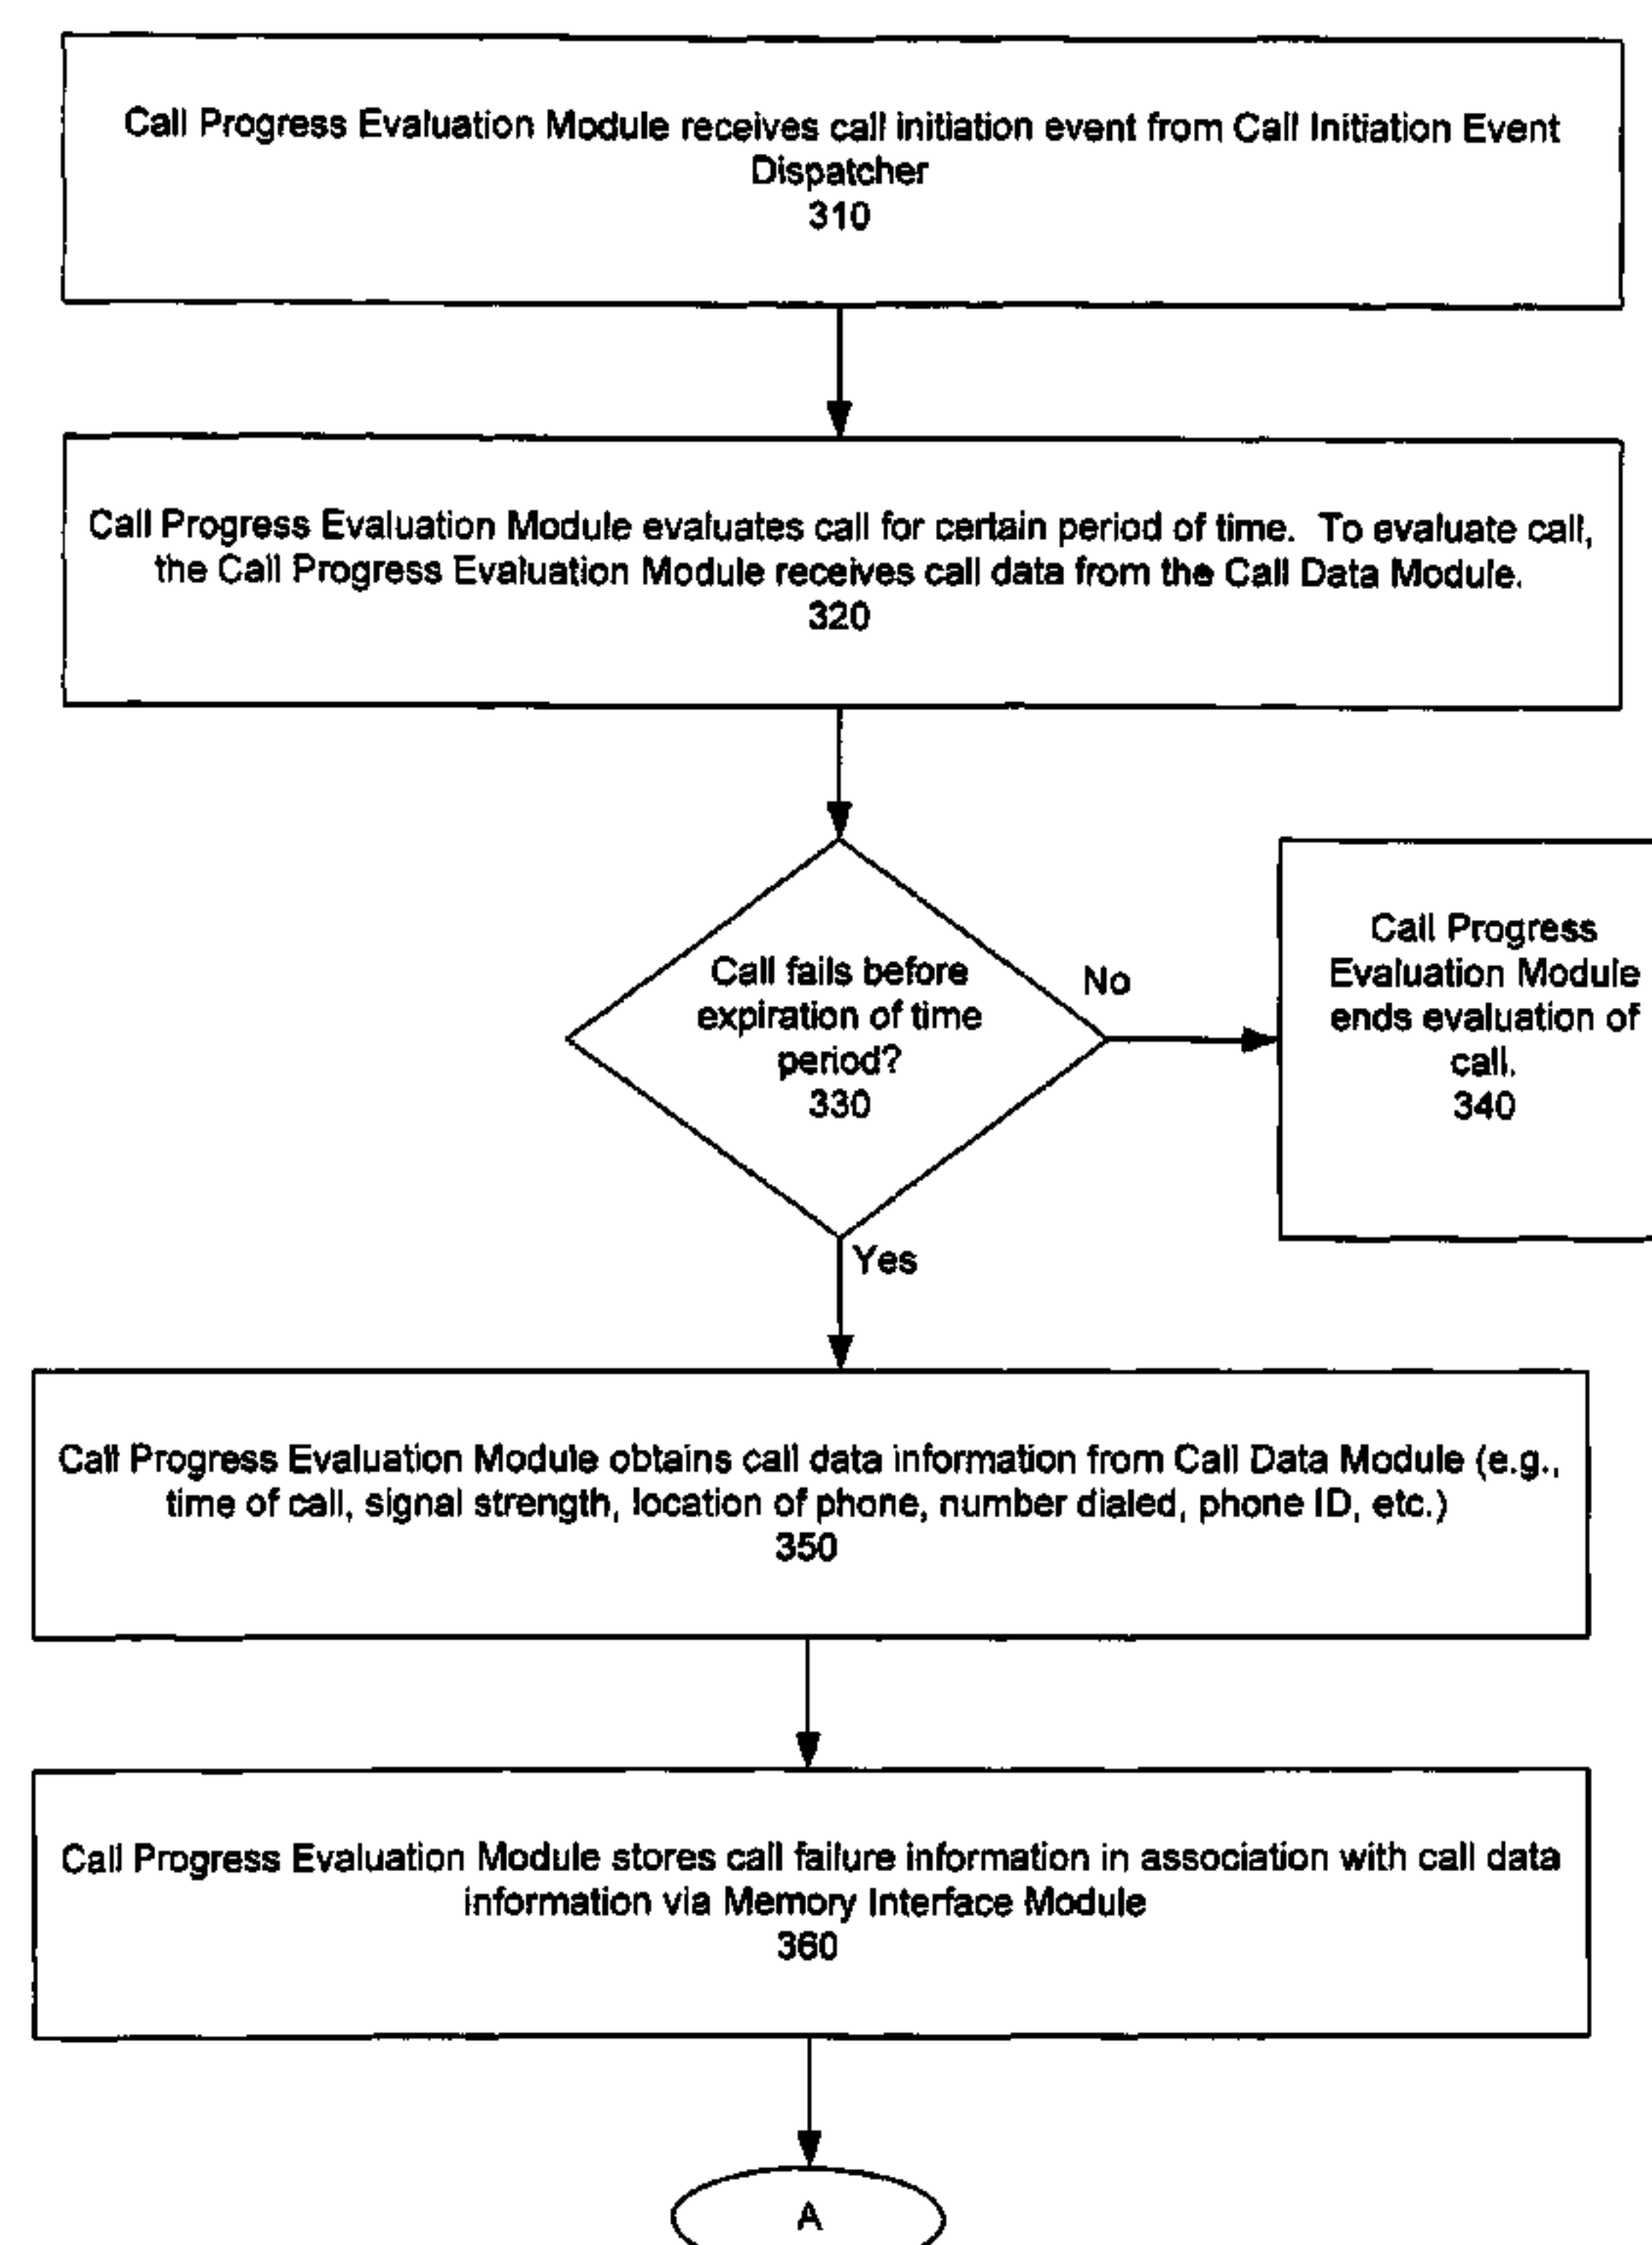 Call Progress Evaluation Module receives call initiation event from Call Initiation Event
Dispatcher
310
Call Progress Evaluation Module evaluates call for certain period of time.  To evaluate call,
the Call Progress Evaluation Module receives call data from the Call Data Module.
320
Call fails before
expiration of time
period?
330
No
Call Progress
Evaluation Module
ends evaluation of
call.
340
Yes
Call Progress Evaluation Module obtains call data information from Call Data Module (e.g.,
time of call, signal strength, location of phone, number dialed, phone ID, etc.)
350
Call Progress Evaluation Module stores call failure information in association with call data
information via Memory Interface Module
360
A